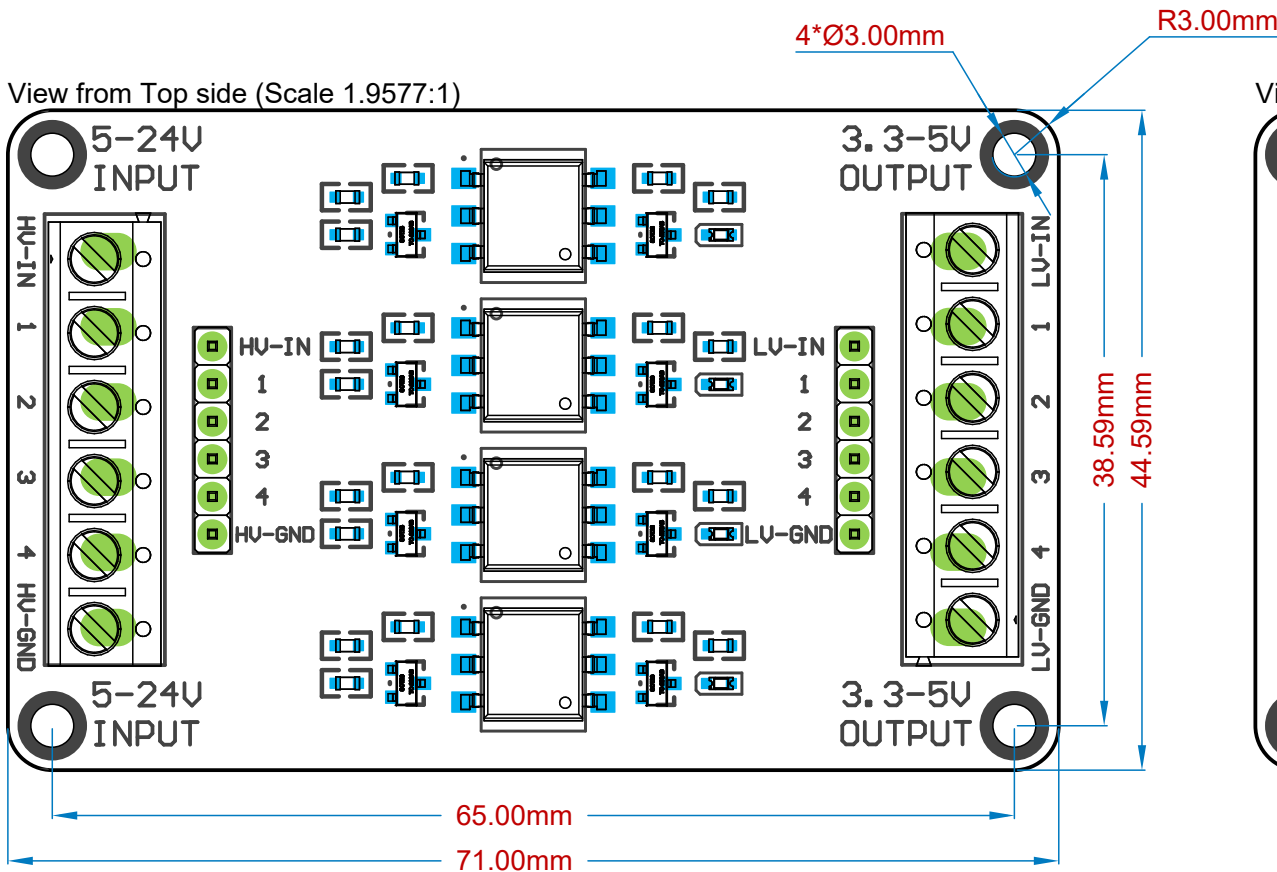 4*Ø3.00mm
R3.00mm
View from Top side (Scale 1.9577:1)
Vi
5-24V
INPUT
3.3-5V
OUTPUT
HV-IN
1
2
3
4
HV-GND
HV-IN
1
2
3
4
HV-GND
LV-IN
1
2
3
4
LV-GND
LV-IN
1
2
3
4
LV-GND
38.59mm
44.59mm
5-24V
INPUT
3.3-5V
OUTPUT
65.00mm
71.00mm